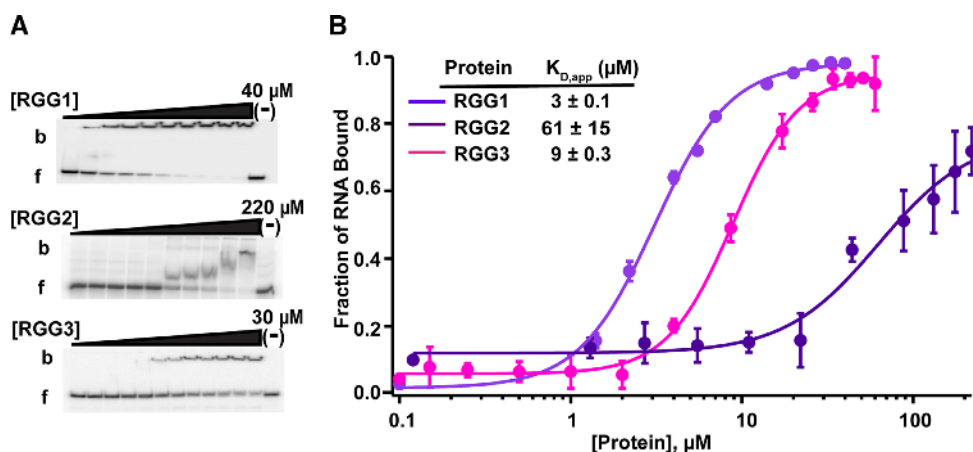 A
[RGG1]
40 µM
(-)
b
f
[RGG2]
220 µM
(-)
b
f
[RGG3]
30 µM
(-)
b
f
B
Fraction of RNA Bound
1.0
0.8
0.6
0.4
0.2
0.0
Protein K_D,app (µM)
RGG1 3 ± 0.1
RGG2 61 ± 15
RGG3 9 ± 0.3
0.1 1 10 100
[Protein], µM